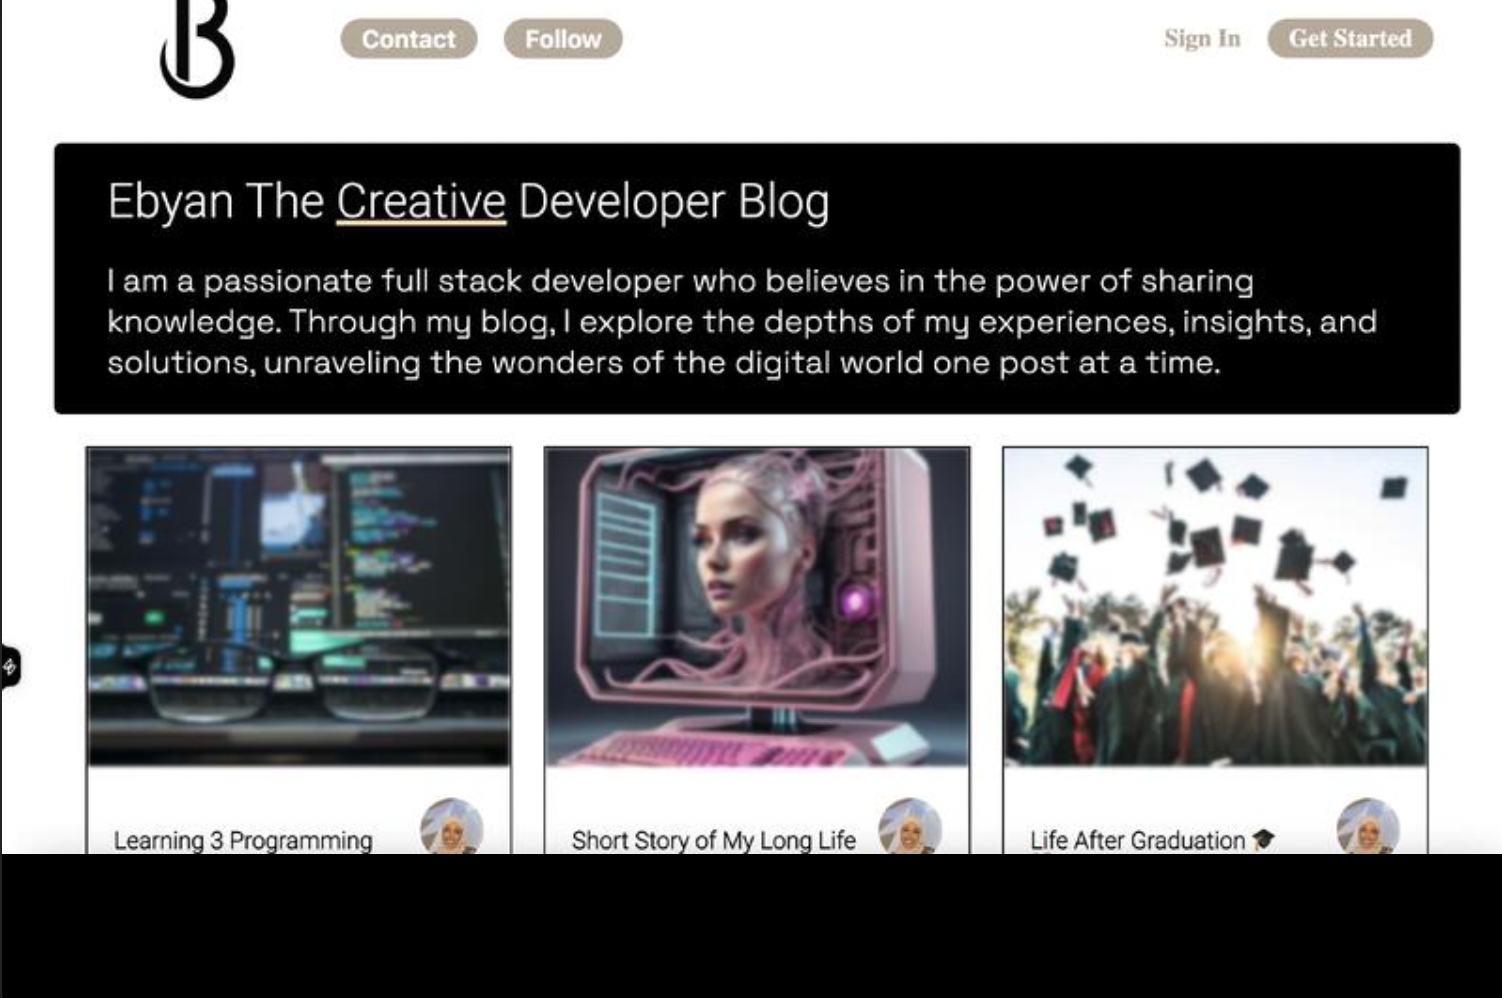 B
Contact
Follow
Sign In
Get Started
Ebyan The Creative Developer Blog
I am a passionate full stack developer who believes in the power of sharing
knowledge. Through my blog, I explore the depths of my experiences, insights, and
solutions, unraveling the wonders of the digital world one post at a time.
Learning 3 Programming
Short Story of My Long Life
Life After Graduation 🎓